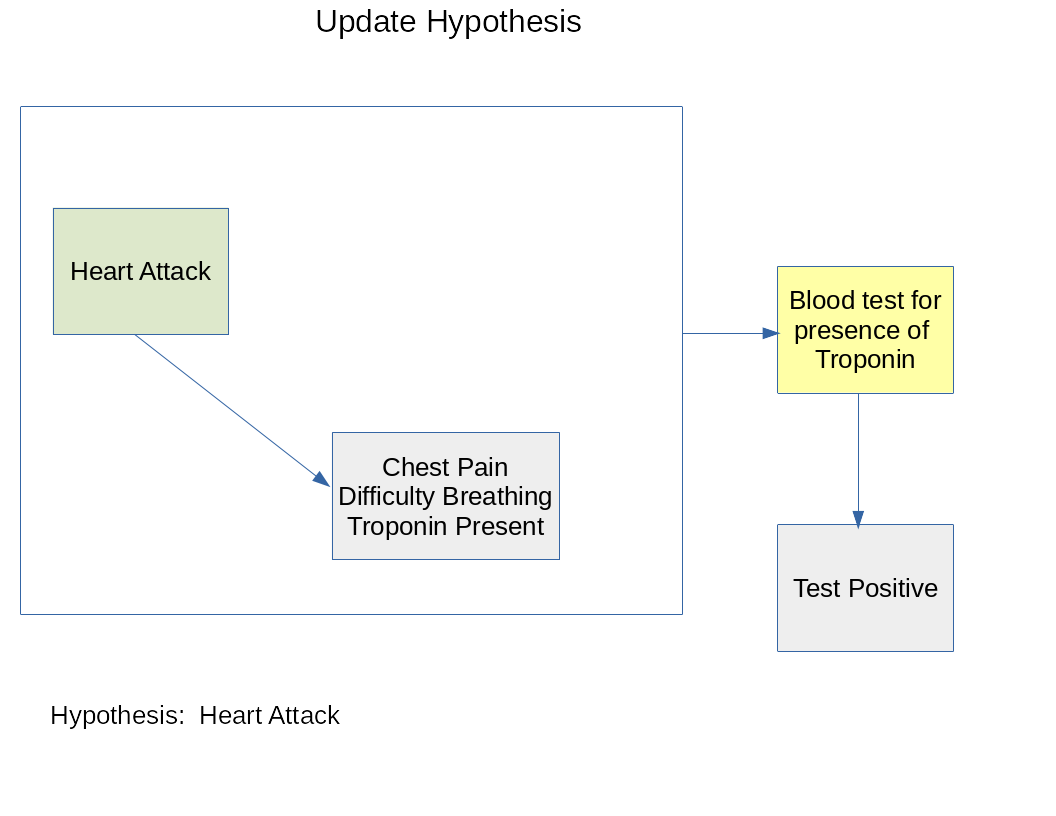 Update Hypothesis
Heart Attack
Blood test for
presence of
Troponin
Chest Pain
Difficulty Breathing
Troponin Present
Test Positive
Hypothesis:  Heart Attack